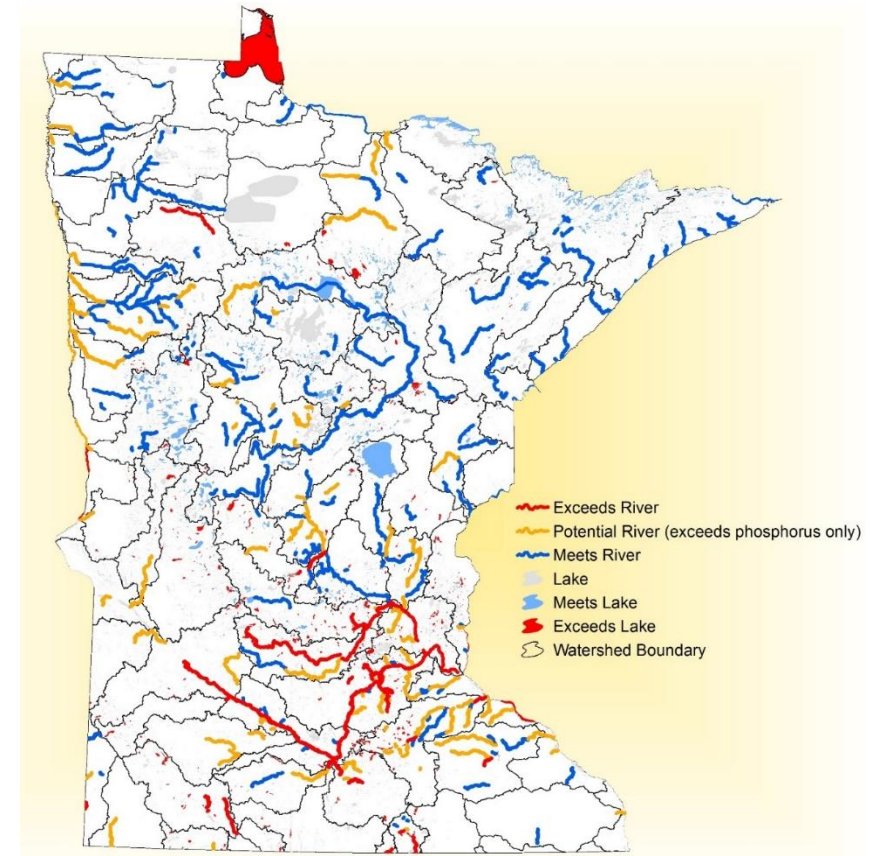 Exceeds River
Potential River (exceeds phosphorus only)
Meets River
Lake
Meets Lake
Exceeds Lake
Watershed Boundary